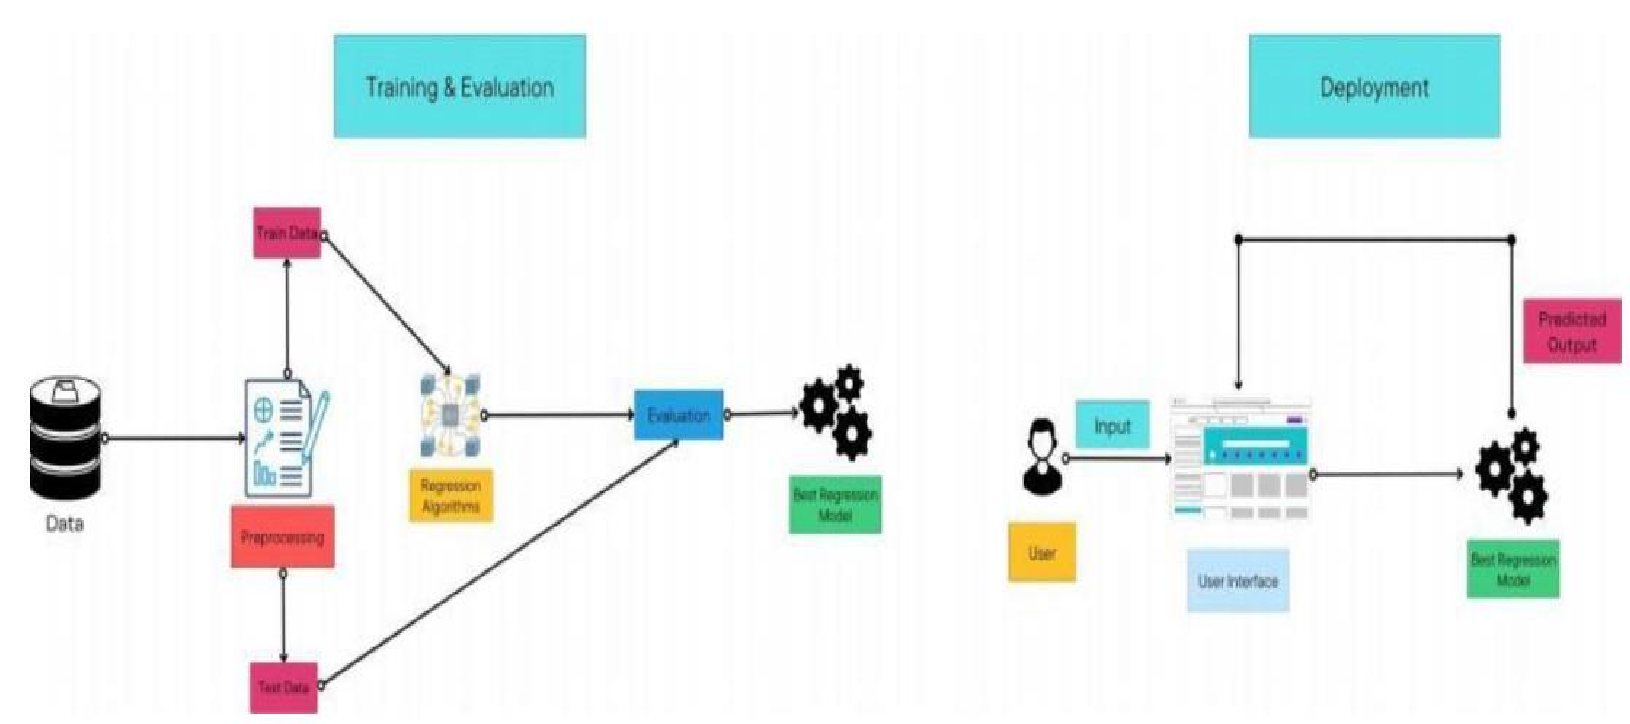 Training & Evaluation
Deployment
Train Data
Data
Preprocessing
Test Data
Regression
Algorithms
Evaluation
Best Regression
Model
Predicted
Output
Input
User
User Interface
Best Regression
Model